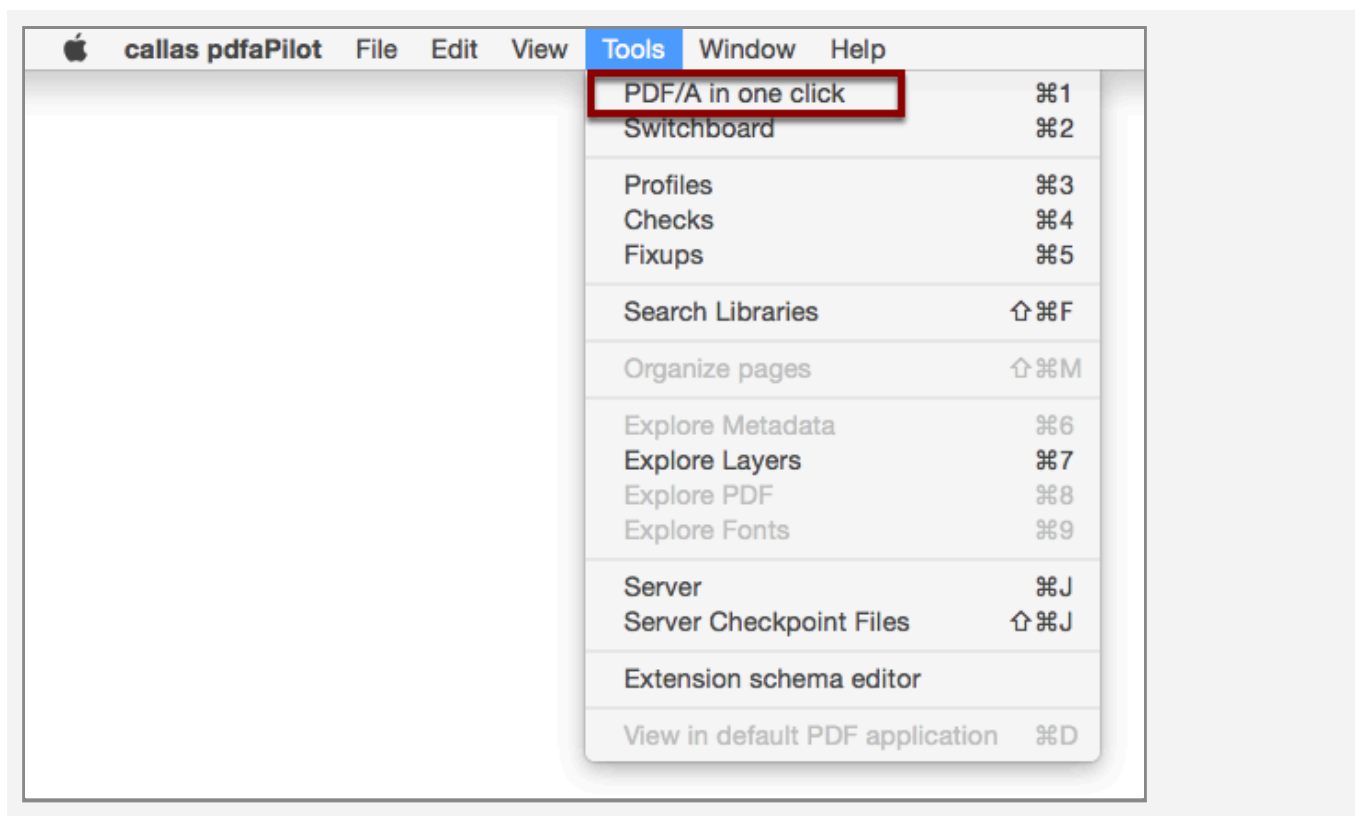 callas pdfaPilot File Edit View Tools Window Help
PDF/A in one click ⌘1
Switchboard ⌘2
Profiles ⌘3
Checks ⌘4
Fixups ⌘5
Search Libraries ⇧⌘F
Organize pages ⇧⌘M
Explore Metadata ⌘6
Explore Layers ⌘7
Explore PDF ⌘8
Explore Fonts ⌘9
Server ⌘J
Server Checkpoint Files ⇧⌘J
Extension schema editor
View in default PDF application ⌘D